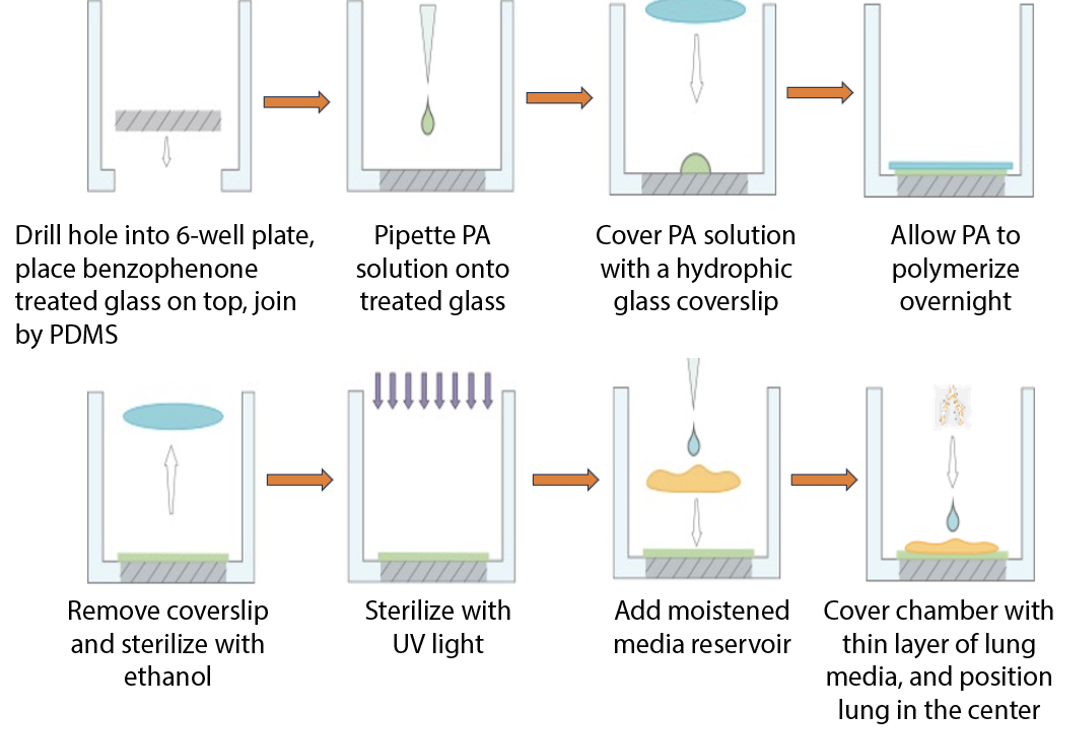 Drill hole into 6-well plate,
place benzophenone
treated glass on top, join
by PDMS
Pipette PA
solution onto
treated glass
Cover PA solution
with a hydrophic
glass coverslip
Allow PA to
polymerize
overnight
Remove coverslip
and sterilize with
ethanol
Sterilize with
UV light
Add moistened
media reservoir
Cover chamber with
thin layer of lung
media, and position
lung in the center